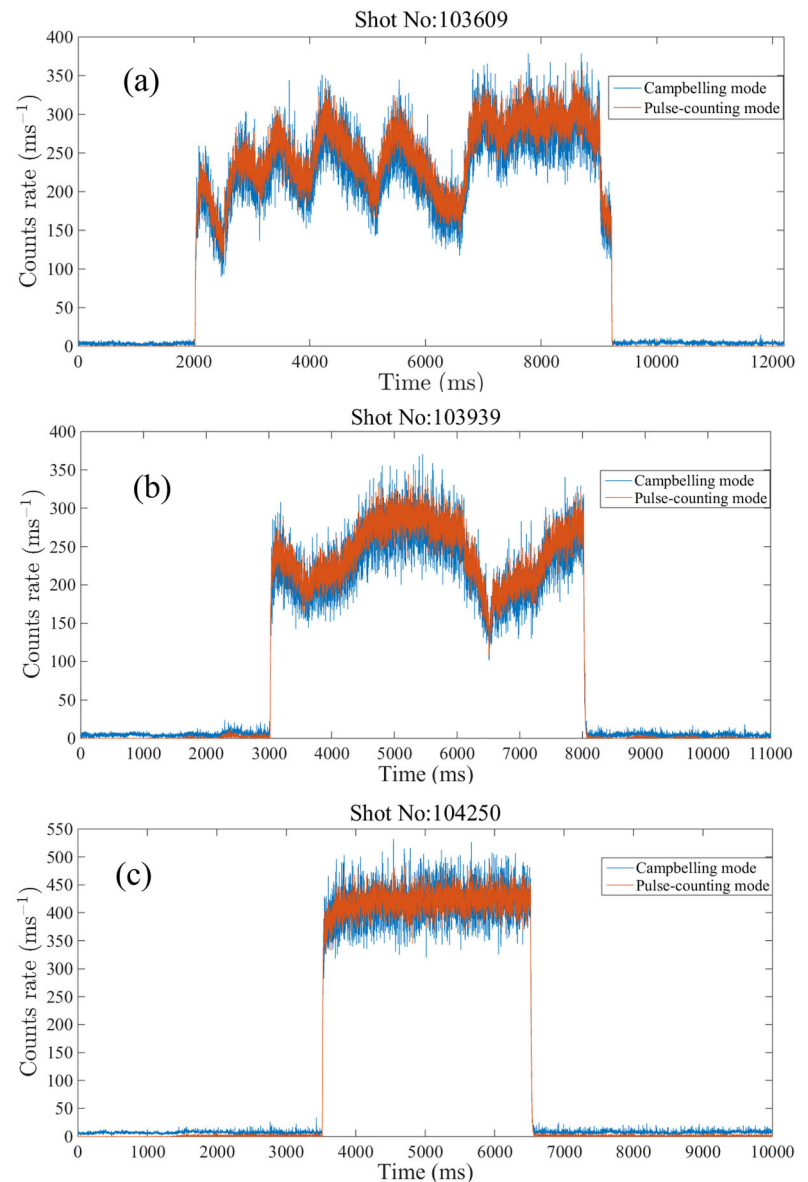 Shot No:103609
400
350
300
250
200
150
100
50
0
Counts rate (ms⁻¹)
(a)
Campbelling mode
Pulse-counting mode
0 2000 4000 6000 8000 10000 12000
Time (ms)
Shot No:103939
400
350
300
250
200
150
100
50
0
Counts rate (ms⁻¹)
(b)
Campbelling mode
Pulse-counting mode
0 1000 2000 3000 4000 5000 6000 7000 8000 9000 10000 11000
Time (ms)
Shot No:104250
550
500
450
400
350
300
250
200
150
100
50
0
Counts rate (ms⁻¹)
(c)
Campbelling mode
Pulse-counting mode
0 1000 2000 3000 4000 5000 6000 7000 8000 9000 10000
Time (ms)